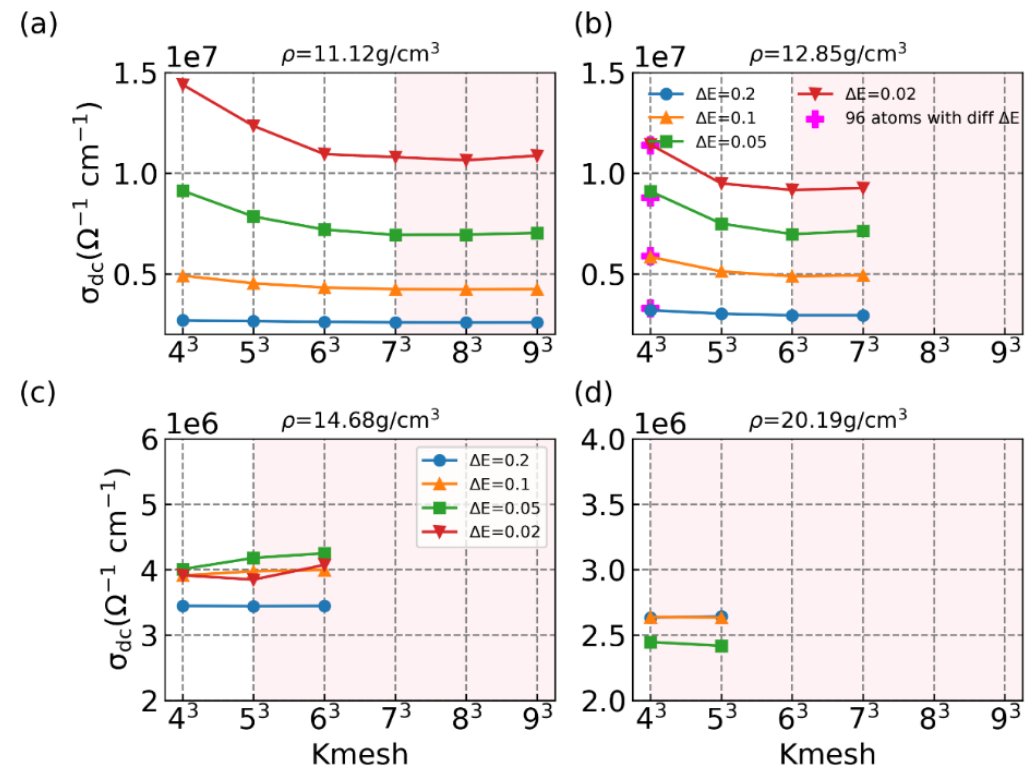 (a)
1e7
ρ=11.12g/cm³
1.5
1.0
0.5
σdc(Ω⁻¹ cm⁻¹)
4³ 5³ 6³ 7³ 8³ 9³
(b)
1e7
ρ=12.85g/cm³
1.5
1.0
0.5
ΔE=0.2
ΔE=0.1
ΔE=0.05
ΔE=0.02
96 atoms with diff ΔE
4³ 5³ 6³ 7³ 8³ 9³
(c)
1e6
ρ=14.68g/cm³
6
5
4
3
2
σdc(Ω⁻¹ cm⁻¹)
ΔE=0.2
ΔE=0.1
ΔE=0.05
ΔE=0.02
4³ 5³ 6³ 7³ 8³ 9³
Kmesh
(d)
1e6
ρ=20.19g/cm³
4.0
3.5
3.0
2.5
2.0
4³ 5³ 6³ 7³ 8³ 9³
Kmesh